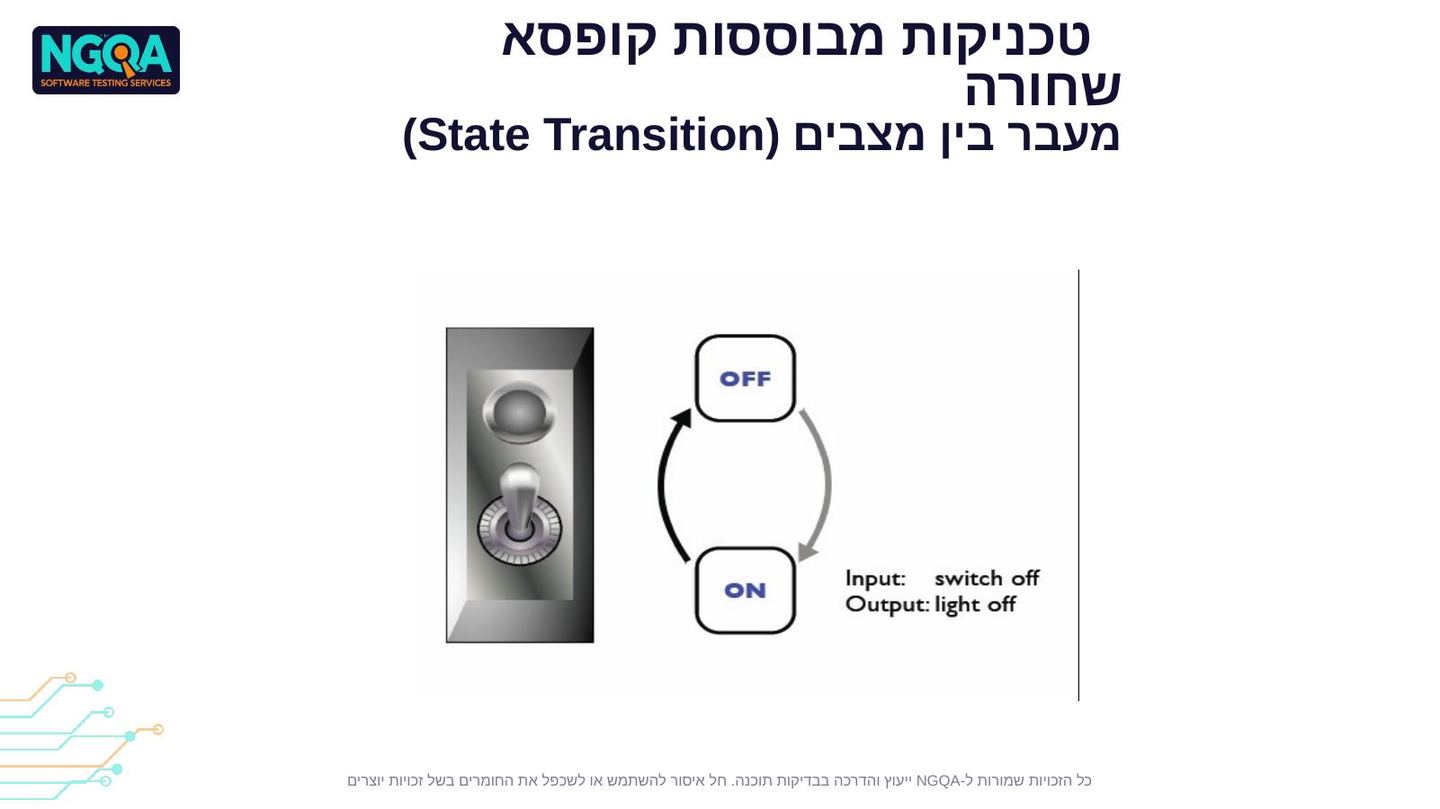 NGQA
SOFTWARE TESTING SERVICES
טכניקות מבוססות קופסא
שחורה
מעבר בין מצבים (State Transition)
OFF
ON
Input: switch off
Output: light off
כל הזכויות שמורות ל-NGQA ייעוץ והדרכה בבדיקות תוכנה. חל איסור להשתמש או לשכפל את החומרים בשל זכויות יוצרים